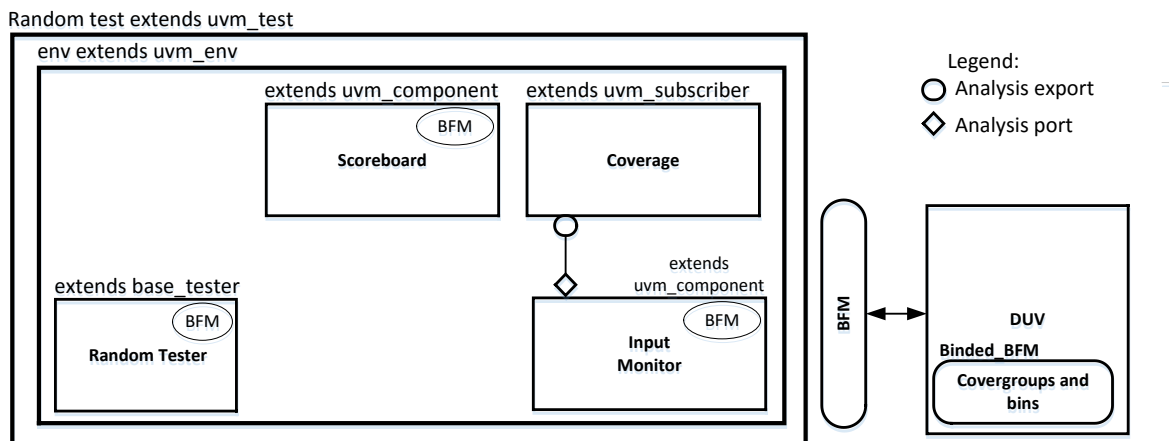 Random test extends uvm_test
env extends uvm_env
Legend:
Analysis export
Analysis port
extends uvm_component
extends uvm_subscriber
BFM
Scoreboard
Coverage
extends
uvm_component
extends base_tester
BFM
Random Tester
BFM
Input
Monitor
BFM
DUV
Binded_BFM
Covergroups and
bins